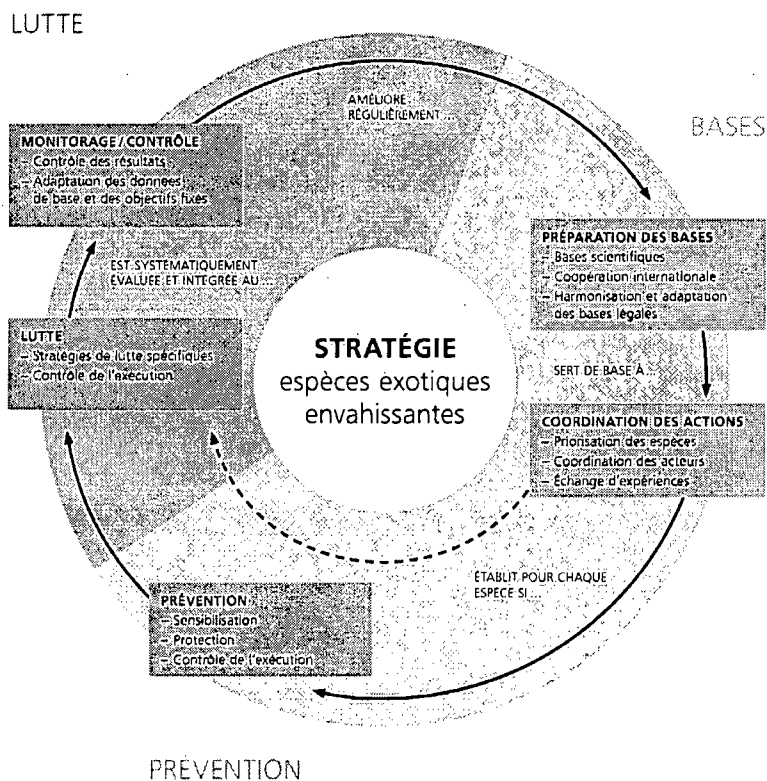 LUTTE
AMÉLIORE
RÉGULIÈREMENT ...
BASES
MONITORAGE / CONTRÔLE
– Contrôle des résultats
– Adaptation des données
de base et des objectifs fixés
PRÉPARATION DES BASES
– Bases scientifiques
– Coopération internationale
– Harmonisation et adaptation
des bases légales
EST SYSTÉMATIQUEMENT
ÉVALUÉE ET INTÉGRÉE AU ...
LUTTE
– Stratégies de lutte spécifiques
– Contrôle de l'exécution
STRATÉGIE
espèces exotiques
envahissantes
SERT DE BASE À ...
COORDINATION DES ACTIONS
– Priorisation des espèces
– Coordination des acteurs
– Échange d'expériences
ÉTABLIT POUR CHAQUE
ESPÈCE SI ...
PRÉVENTION
– Sensibilisation
– Protection
– Contrôle de l'exécution
PRÉVENTION